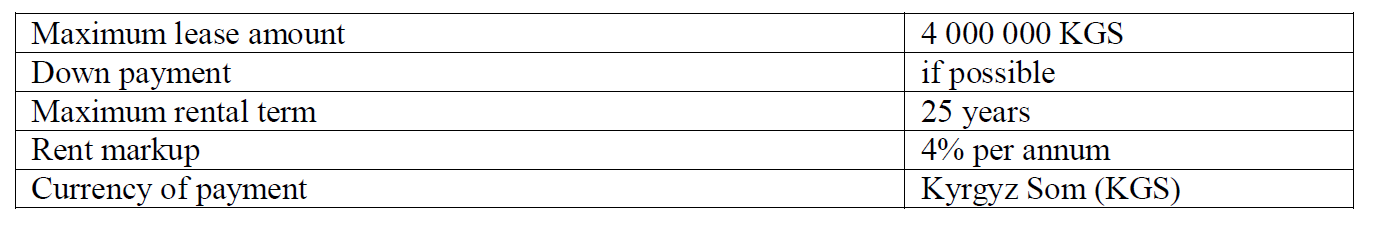 Maximum lease amount 4 000 000 KGS
Down payment if possible
Maximum rental term 25 years
Rent markup 4% per annum
Currency of payment Kyrgyz Som (KGS)